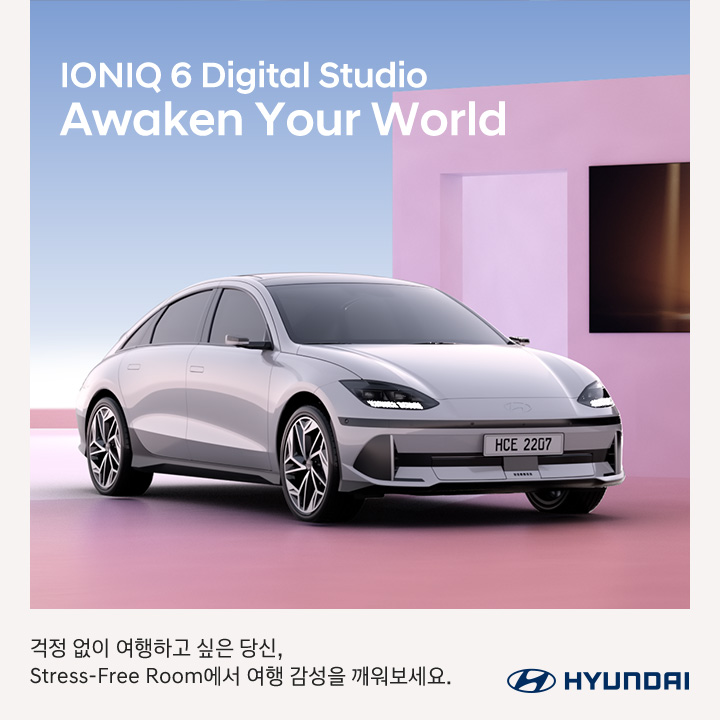 IONIQ 6 Digital Studio
Awaken Your World
HCE 2207
걱정 없이 여행하고 싶은 당신,
Stress-Free Room에서 여행 감성을 깨워보세요.
HYUNDAI